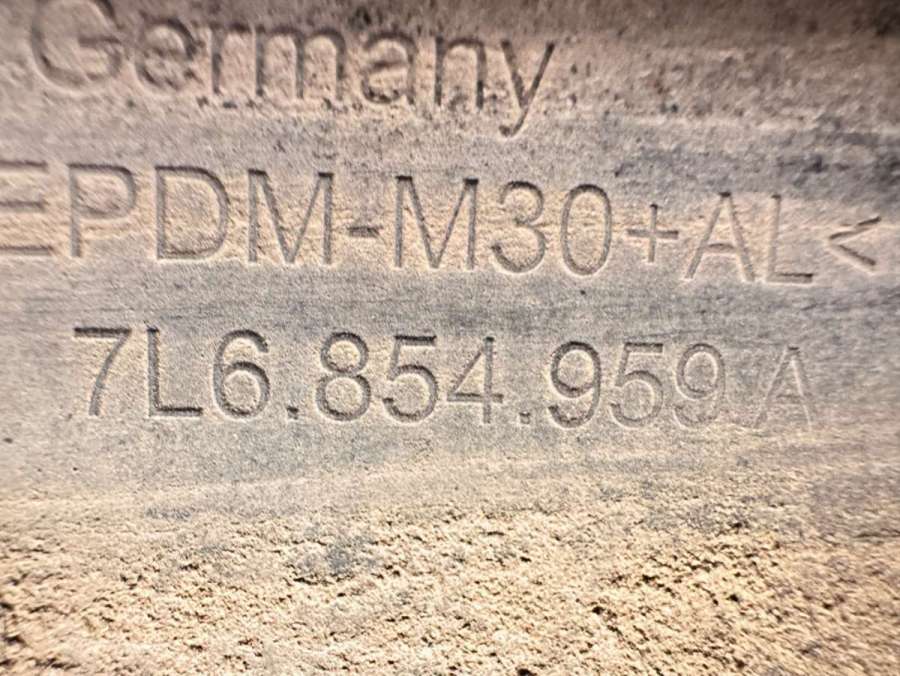 Germany
EPDM-M30+AL<
7L6.854.959 A